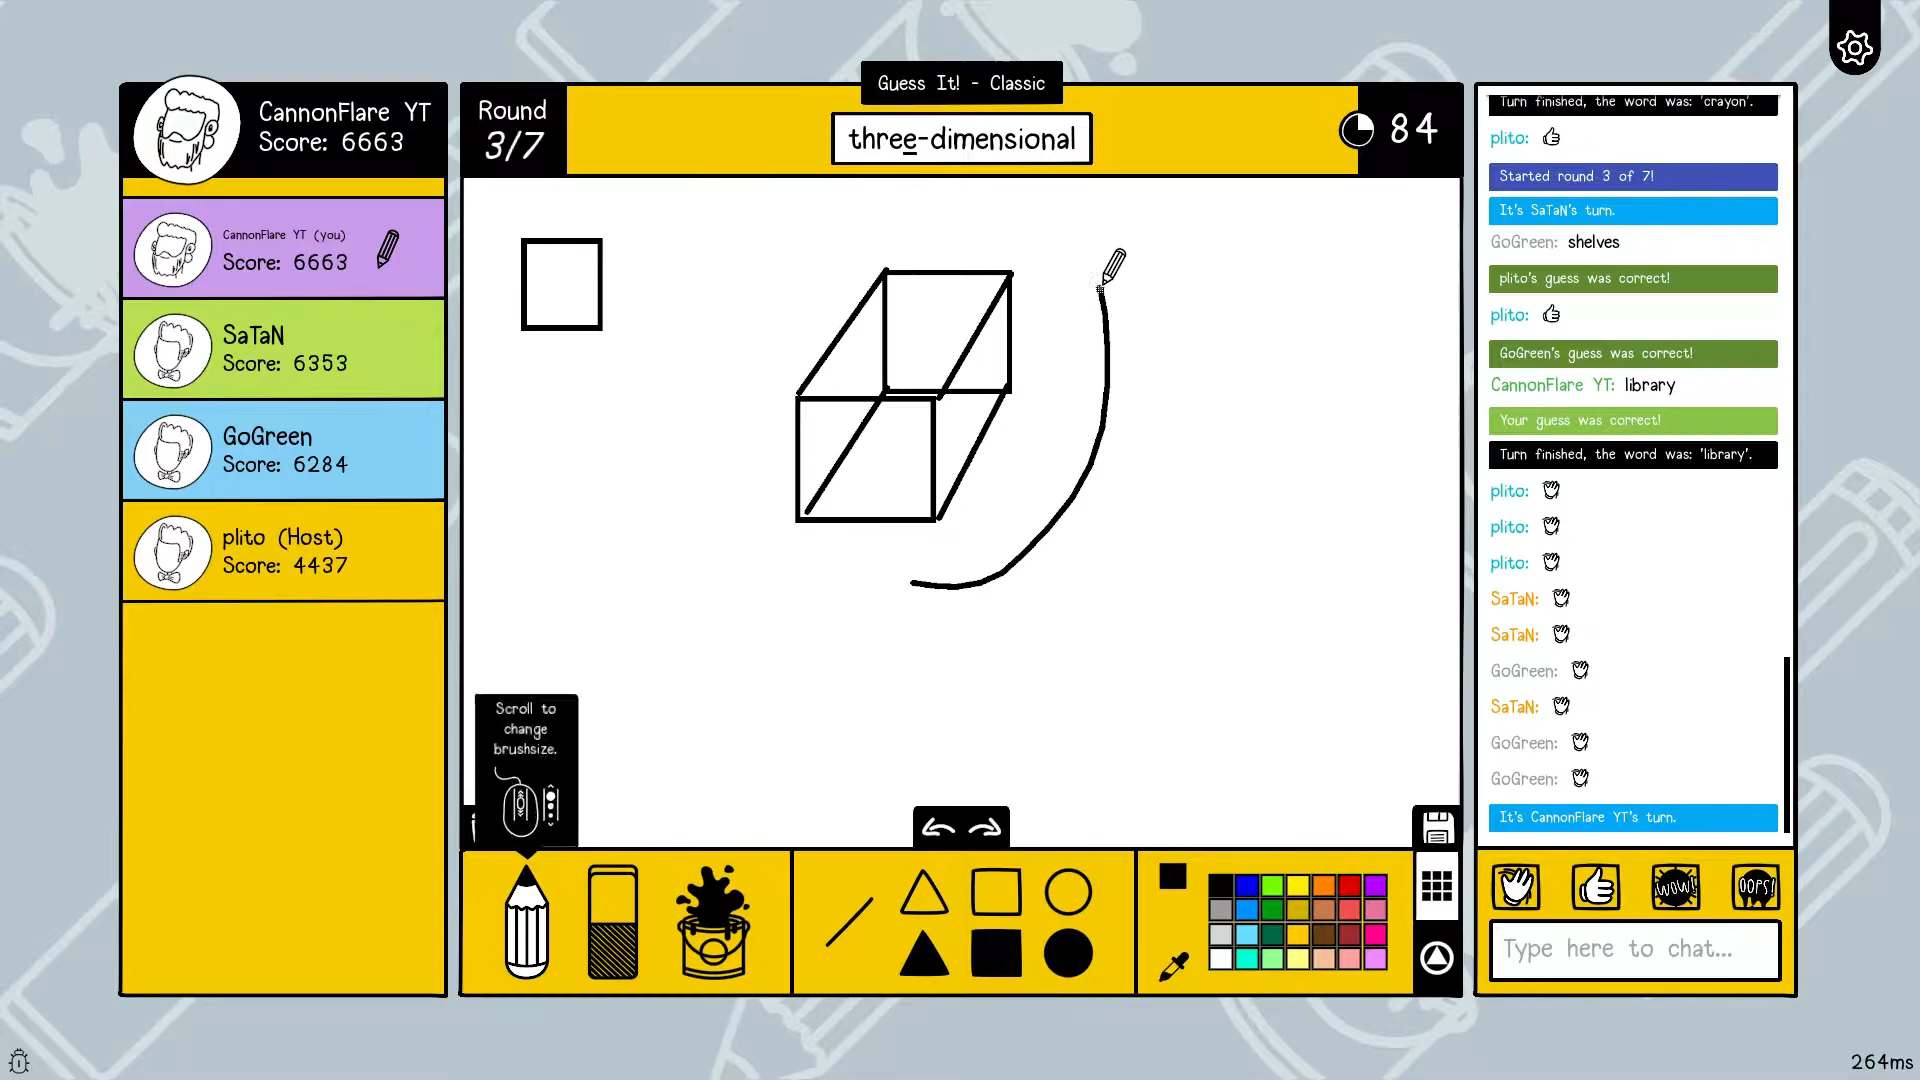 CannonFlare YT
Score: 6663
CannonFlare YT (you)
Score: 6663
SaTaN
Score: 6353
GoGreen
Score: 6284
plito (Host)
Score: 4437
Round
3/7
Guess It! - Classic
three-dimensional
84
Scroll to
change
brushsize.
Turn finished, the word was: 'crayon'.
plito:
Started round 3 of 7!
It's SaTaN's turn.
GoGreen: shelves
plito's guess was correct!
plito:
GoGreen's guess was correct!
CannonFlare YT: library
Your guess was correct!
Turn finished, the word was: 'library'.
plito:
plito:
plito:
SaTaN:
SaTaN:
GoGreen:
SaTaN:
GoGreen:
GoGreen:
It's CannonFlare YT's turn.
WOW!
OOPS!
Type here to chat...
264ms